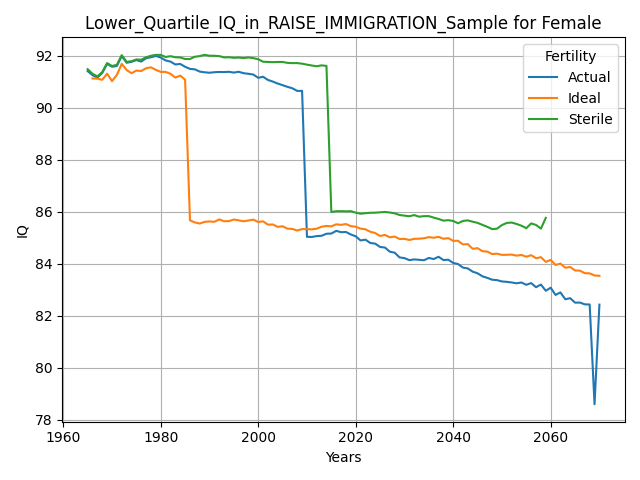 Lower_Quartile_IQ_in_RAISE_IMMIGRATION_Sample for Female
Fertility
Actual
Ideal
Sterile
IQ
92
90
88
86
84
82
80
78
1960
1980
2000
2020
2040
2060
Years